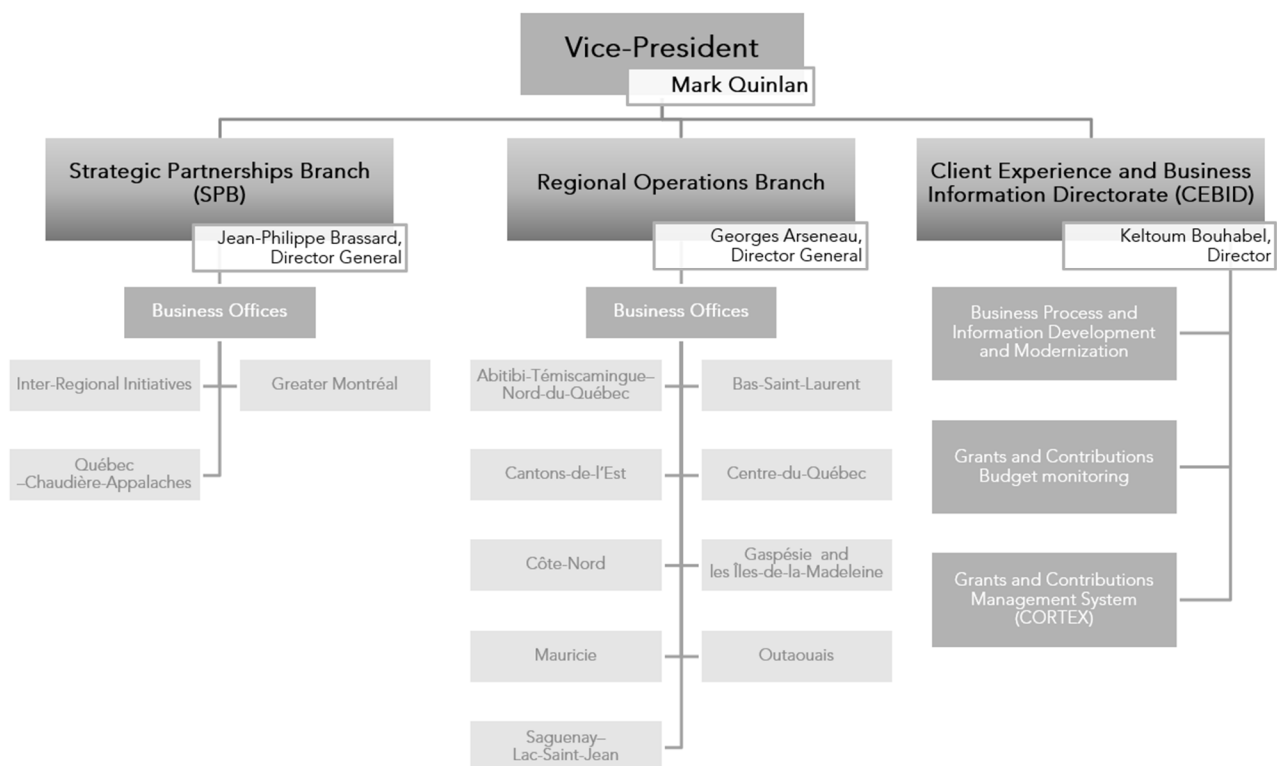 Vice-President
Mark Quinlan
Strategic Partnerships Branch
(SPB)
Jean-Philippe Brassard,
Director General
Business Offices
Inter-Regional Initiatives
Greater Montréal
Québec
–Chaudière-Appalaches
Regional Operations Branch
Georges Arseneau,
Director General
Business Offices
Abitibi-Témiscamingue–
Nord-du-Québec
Bas-Saint-Laurent
Cantons-de-l'Est
Centre-du-Québec
Côte-Nord
Gaspésie and
les Îles-de-la-Madeleine
Mauricie
Outaouais
Saguenay–
Lac-Saint-Jean
Client Experience and Business
Information Directorate (CEBID)
Keltoum Bouhabel,
Director
Business Process and
Information Development
and Modernization
Grants and Contributions
Budget monitoring
Grants and Contributions
Management System
(CORTEX)